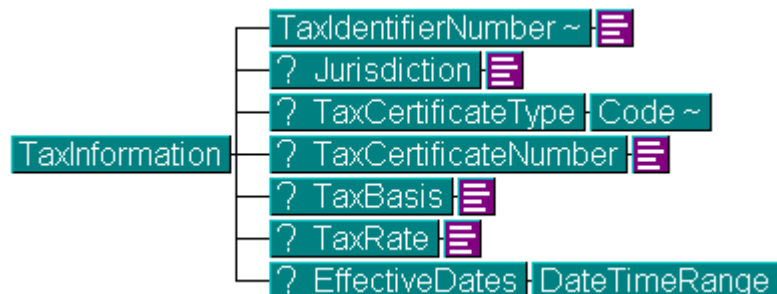 TaxIdentifierNumber ~
? Jurisdiction
? TaxCertificateType Code ~
TaxInformation ? TaxCertificateNumber
? TaxBasis
? TaxRate
? EffectiveDates DateTimeRange